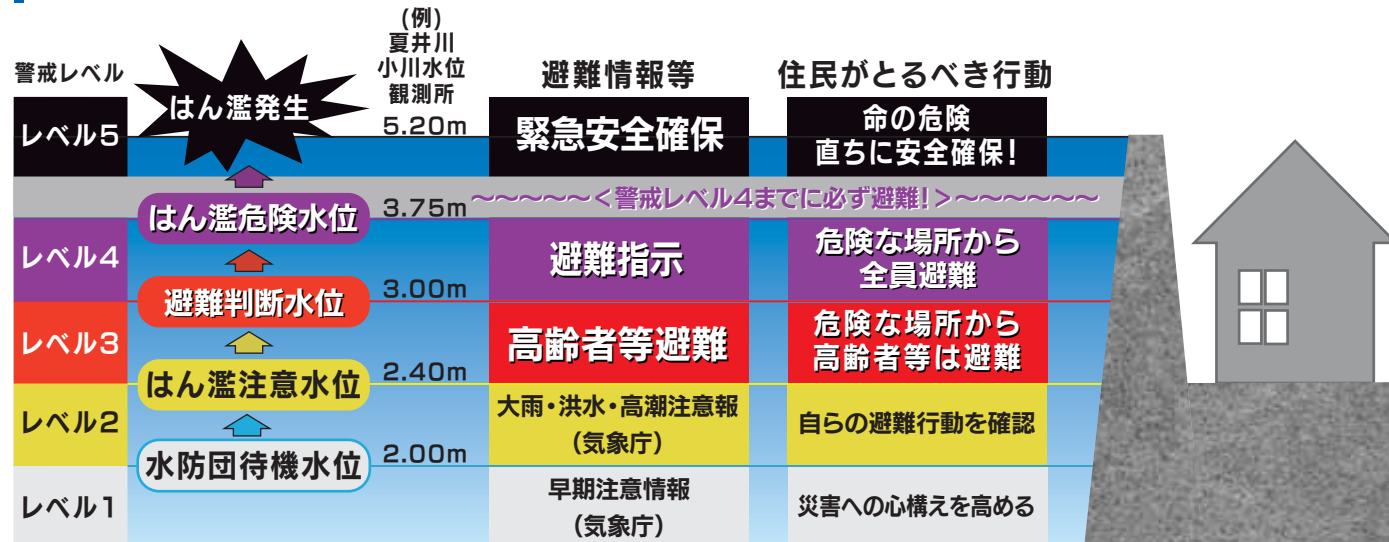 (例)
夏井川
小川水位
観測所
警戒レベル
避難情報等
住民がとるべき行動
はん濫発生
レベル5
5.20m
緊急安全確保
命の危険
直ちに安全確保！
～～～～～＜警戒レベル4までに必ず避難！＞～～～～～～
はん濫危険水位
3.75m
レベル4
避難指示
危険な場所から
全員避難
避難判断水位
3.00m
レベル3
高齢者等避難
危険な場所から
高齢者等は避難
はん濫注意水位
2.40m
レベル2
大雨・洪水・高潮注意報
(気象庁)
自らの避難行動を確認
水防団待機水位
2.00m
レベル1
早期注意情報
(気象庁)
災害への心構えを高める